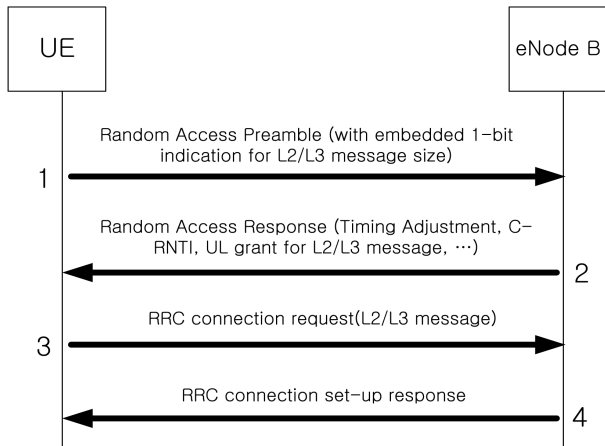 UE
eNode B
Random Access Preamble (with embedded 1-bit
indication for L2/L3 message size)
1
Random Access Response (Timing Adjustment, C-
RNTI, UL grant for L2/L3 message, ⋯)
2
RRC connection request(L2/L3 message)
3
RRC connection set-up response
4